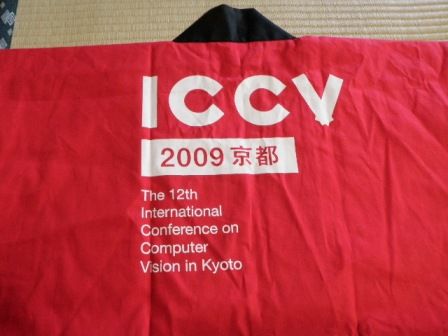 ICCV
2009 京都
The 12th
International
Conference on
Computer
Vision in Kyoto